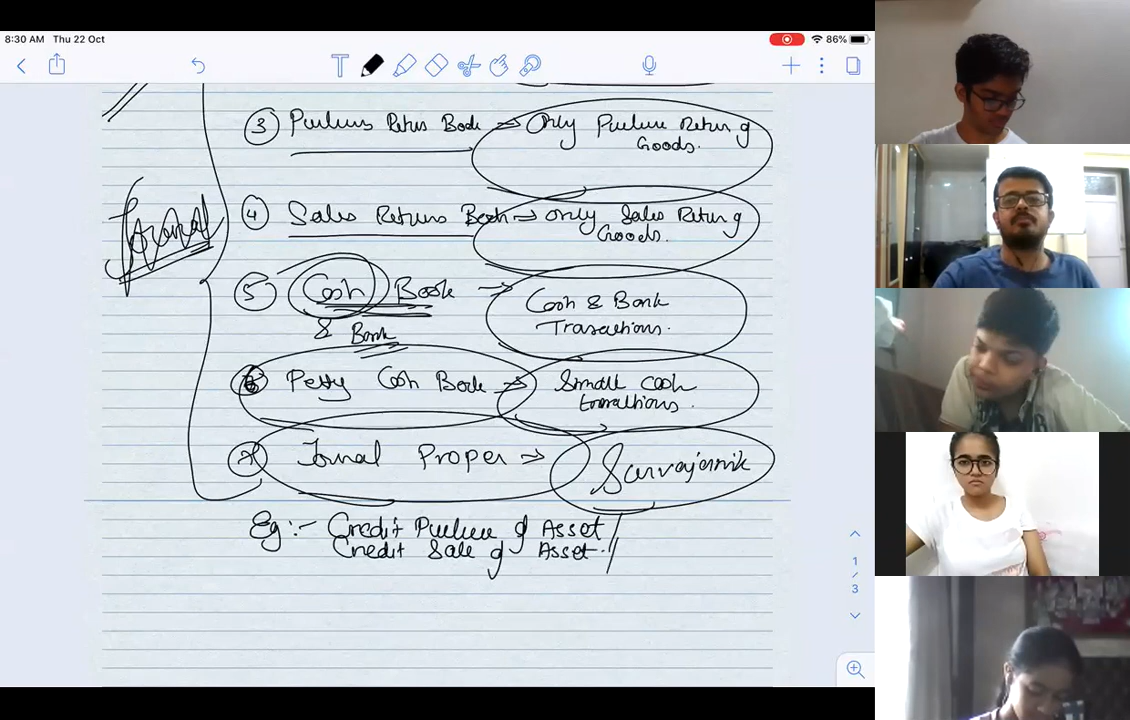 8:30 AM Thu 22 Oct
86%
3 Purchase Return Book → Only Purchase Return of
Goods.
4 Sales Return Book → only Sales Return of
Goods.
Journal
5 Cash Book → Cash & Bank
Transactions.
& Bank
6 Petty Cash Book → Small cash
transactions.
7 Journal Proper → Sarvajanik
Eg :- Credit Purchase of Asset /
Credit Sale of Asset. /
1
/
3